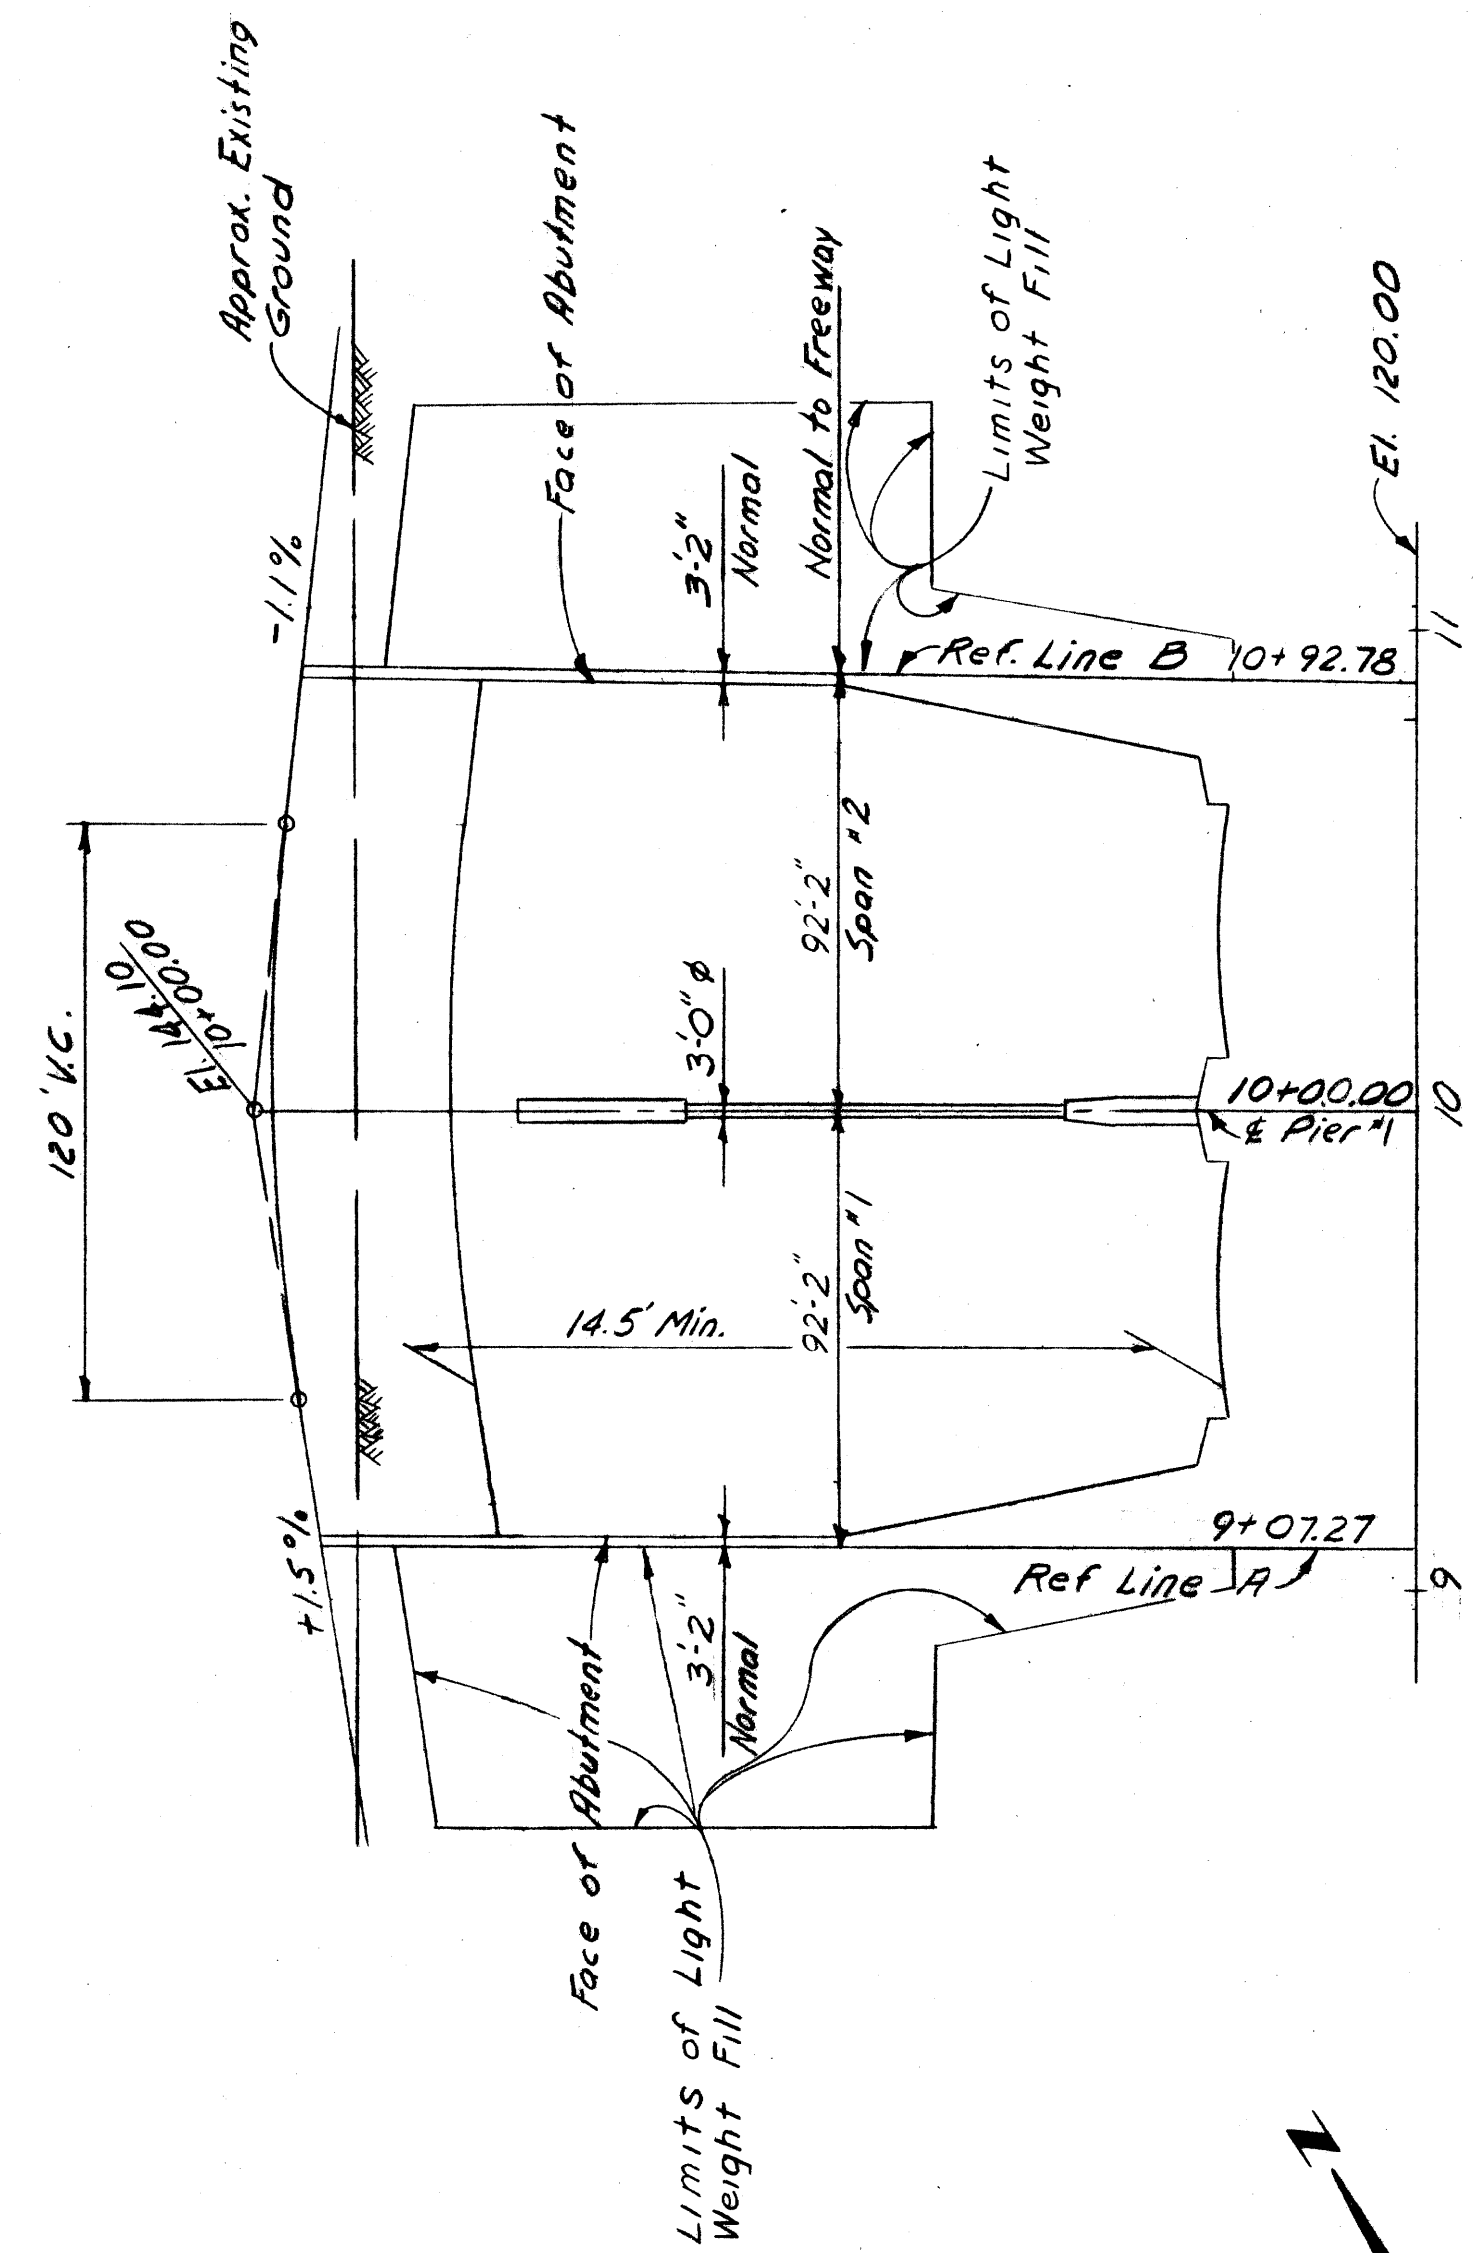 120' V.C.
El. 144.10
10+00.00
+1.5%
-1.1%
Approx. Existing
Ground
Face of Abutment
Face of Abutment
14.5' Min.
3'-2"
Normal
3'-0" ø
3'-2"
Normal
92'-2"
Span #1
92'-2"
Span #2
Normal to Freeway
Limits of Light
Weight Fill
Limits of Light
Weight Fill
Ref Line A
9+07.27
10+00.00
℄ Pier #1
Ref. Line B
10+92.78
El. 120.00
9
10
11
N